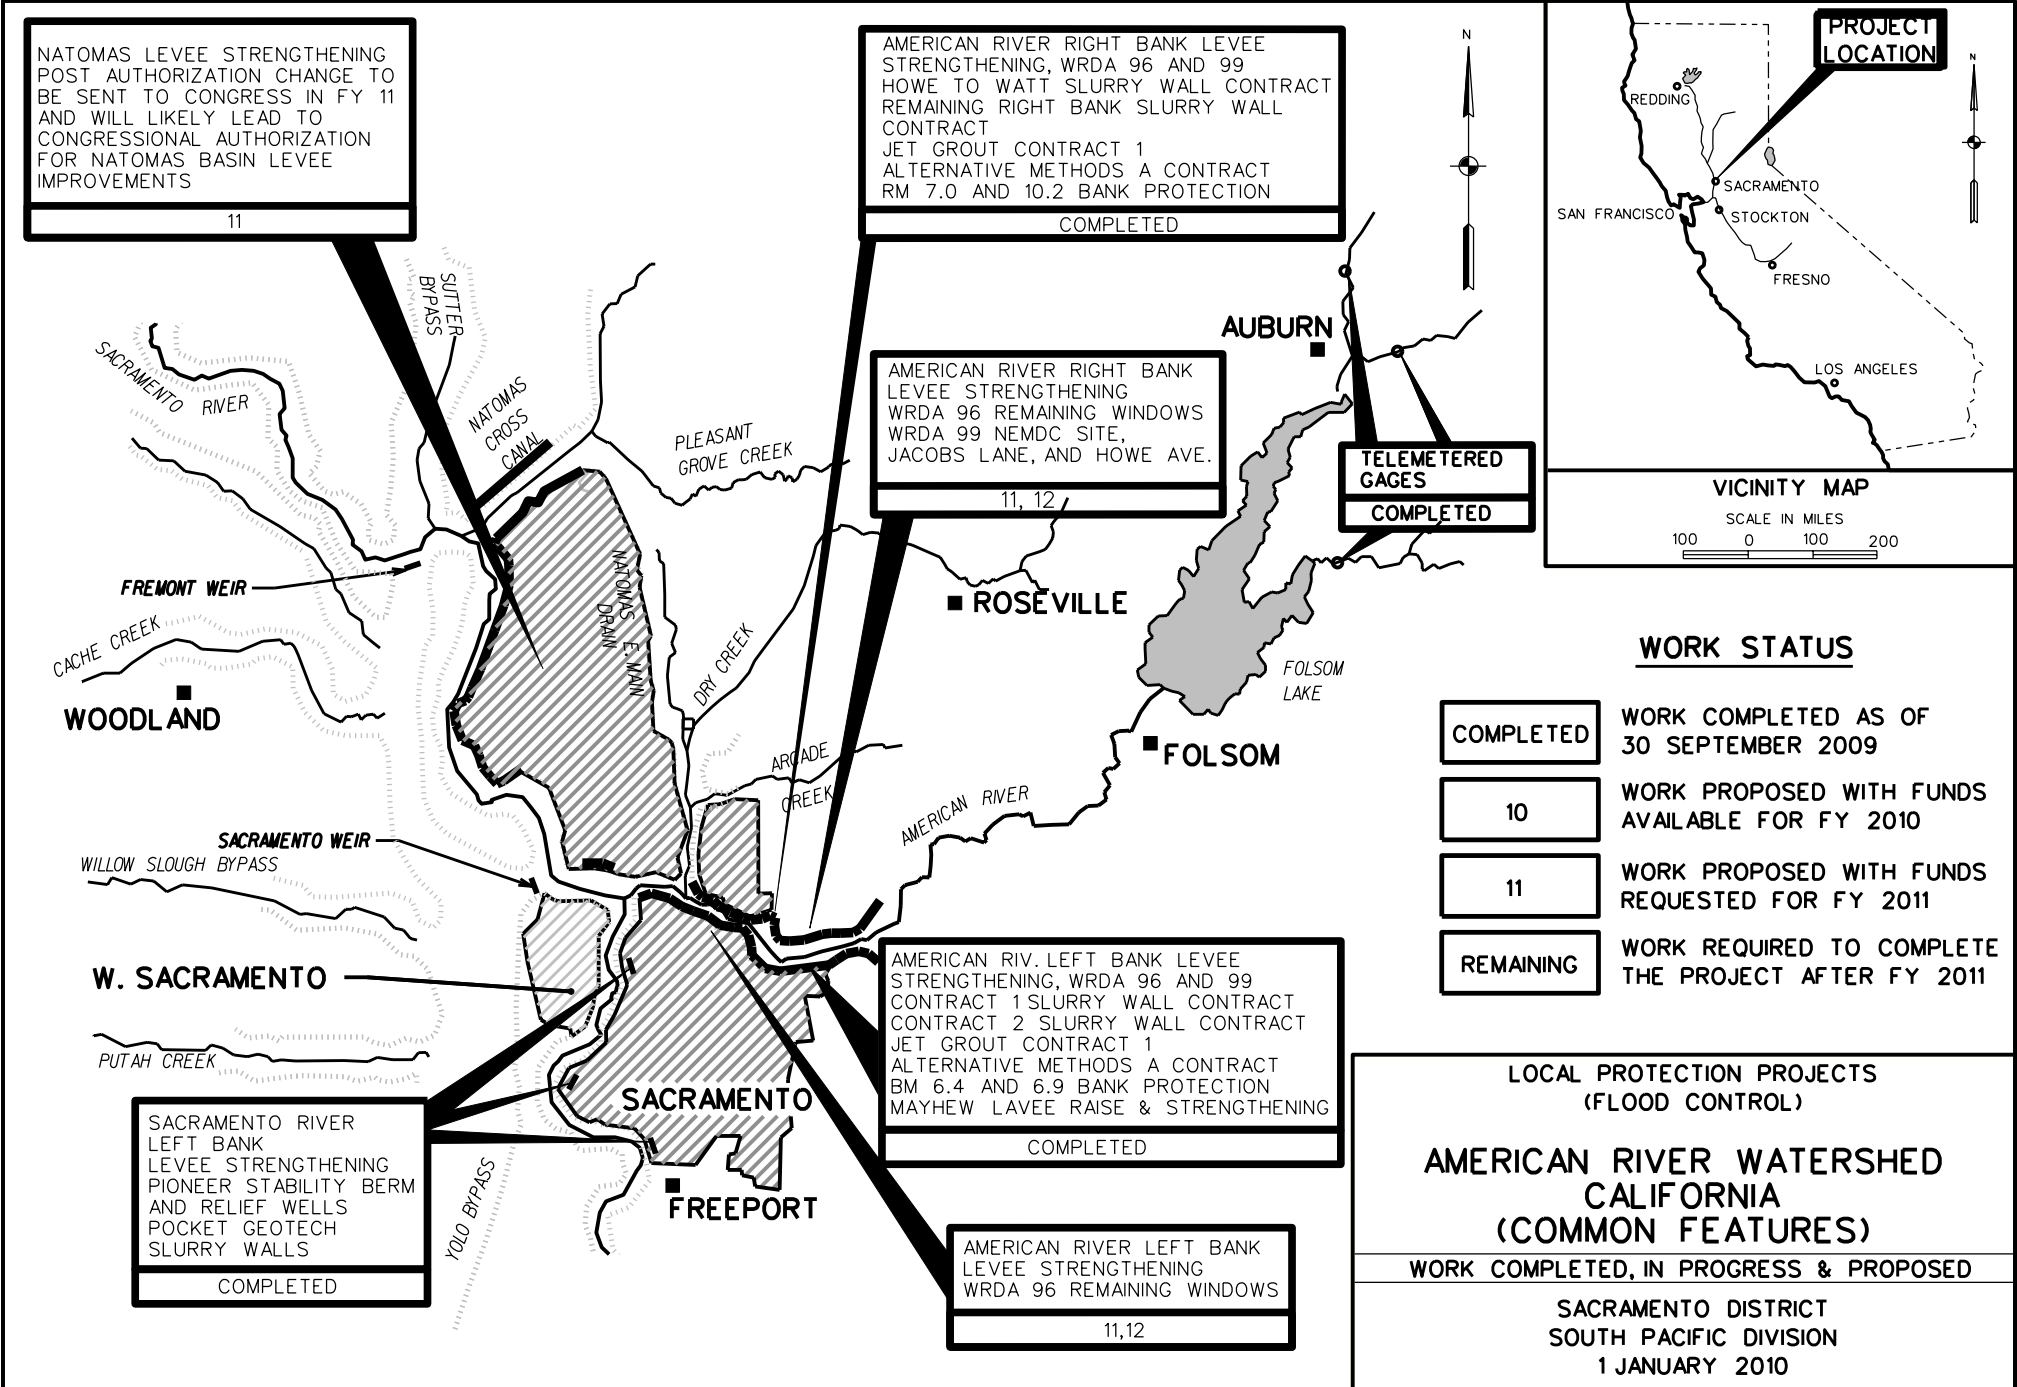 NATOMAS LEVEE STRENGTHENING
POST AUTHORIZATION CHANGE TO
BE SENT TO CONGRESS IN FY 11
AND WILL LIKELY LEAD TO
CONGRESSIONAL AUTHORIZATION
FOR NATOMAS BASIN LEVEE
IMPROVEMENTS
11
AMERICAN RIVER RIGHT BANK LEVEE
STRENGTHENING, WRDA 96 AND 99
HOWE TO WATT SLURRY WALL CONTRACT
REMAINING RIGHT BANK SLURRY WALL
CONTRACT
JET GROUT CONTRACT 1
ALTERNATIVE METHODS A CONTRACT
RM 7.0 AND 10.2 BANK PROTECTION
COMPLETED
N
PROJECT
LOCATION
N
REDDING
SACRAMENTO
SAN FRANCISCO
STOCKTON
FRESNO
LOS ANGELES
VICINITY MAP
SCALE IN MILES
100 0 100 200
SUTTER
BYPASS
SACRAMENTO RIVER
NATOMAS
CROSS
CANAL
PLEASANT
GROVE CREEK
AMERICAN RIVER RIGHT BANK
LEVEE STRENGTHENING
WRDA 96 REMAINING WINDOWS
WRDA 99 NEMDC SITE,
JACOBS LANE, AND HOWE AVE.
11, 12
AUBURN
TELEMETERED
GAGES
COMPLETED
FREMONT WEIR
CACHE CREEK
WOODLAND
NATOMAS E. MAIN
DRAIN
DRY CREEK
ROSEVILLE
FOLSOM
LAKE
FOLSOM
ARCADE
CREEK
AMERICAN RIVER
SACRAMENTO WEIR
WILLOW SLOUGH BYPASS
W. SACRAMENTO
PUTAH CREEK
SACRAMENTO
FREEPORT
YOLO BYPASS
SACRAMENTO RIVER
LEFT BANK
LEVEE STRENGTHENING
PIONEER STABILITY BERM
AND RELIEF WELLS
POCKET GEOTECH
SLURRY WALLS
COMPLETED
AMERICAN RIV. LEFT BANK LEVEE
STRENGTHENING, WRDA 96 AND 99
CONTRACT 1 SLURRY WALL CONTRACT
CONTRACT 2 SLURRY WALL CONTRACT
JET GROUT CONTRACT 1
ALTERNATIVE METHODS A CONTRACT
BM 6.4 AND 6.9 BANK PROTECTION
MAYHEW LAVEE RAISE & STRENGTHENING
COMPLETED
AMERICAN RIVER LEFT BANK
LEVEE STRENGTHENING
WRDA 96 REMAINING WINDOWS
11,12
WORK STATUS
COMPLETED
WORK COMPLETED AS OF
30 SEPTEMBER 2009
10
WORK PROPOSED WITH FUNDS
AVAILABLE FOR FY 2010
11
WORK PROPOSED WITH FUNDS
REQUESTED FOR FY 2011
REMAINING
WORK REQUIRED TO COMPLETE
THE PROJECT AFTER FY 2011
LOCAL PROTECTION PROJECTS
(FLOOD CONTROL)
AMERICAN RIVER WATERSHED
CALIFORNIA
(COMMON FEATURES)
WORK COMPLETED, IN PROGRESS & PROPOSED
SACRAMENTO DISTRICT
SOUTH PACIFIC DIVISION
1 JANUARY 2010